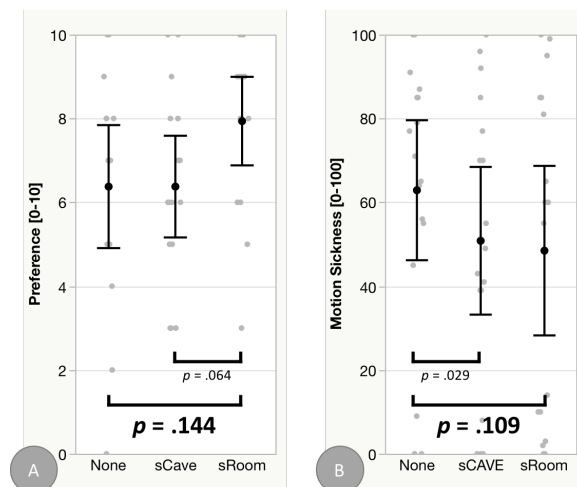 Preference [0-10]
10
8
6
4
2
0
p = .064
p = .144
None sCave sRoom
A
Motion Sickness [0-100]
100
80
60
40
20
0
p = .029
p = .109
None sCAVE sRoom
B